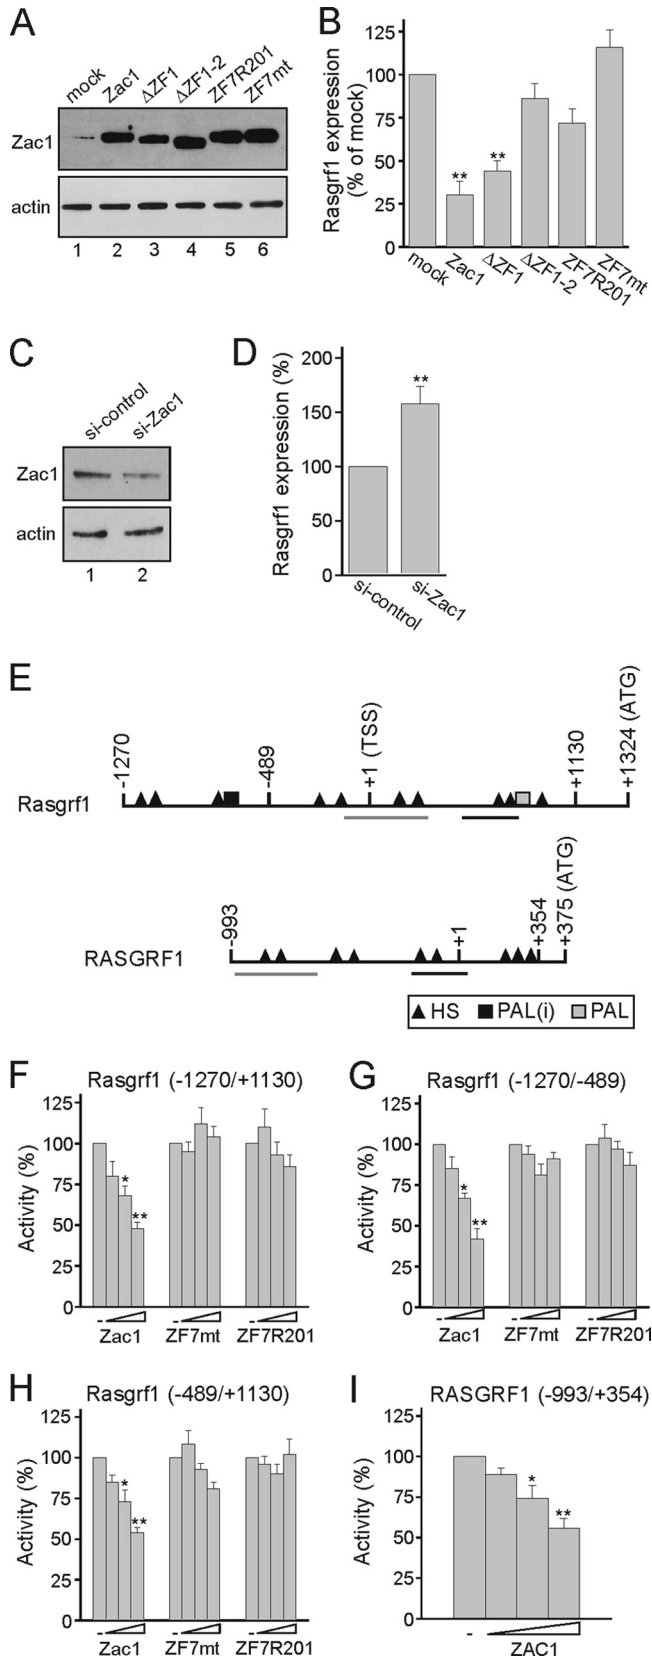 A
mock
Zac1
ΔZF1
ΔZF1-2
ZF7R201
ZF7mt
Zac1
actin
1 2 3 4 5 6
B
Rasgrf1 expression
(% of mock)
125
100
75
50
25
0
**
**
mock
Zac1
ΔZF1
ΔZF1-2
ZF7R201
ZF7mt
C
si-control
si-Zac1
Zac1
actin
1 2
D
Rasgrf1 expression (%)
200
150
100
50
0
**
si-control
si-Zac1
E
-1270
-489
+1 (TSS)
+1130
+1324 (ATG)
Rasgrf1
-993
+1
+354
+375 (ATG)
RASGRF1
HS PAL(i) PAL
F
Rasgrf1 (-1270/+1130)
Activity (%)
125
100
75
50
25
0
*
**
- - -
Zac1 ZF7mt ZF7R201
G
Rasgrf1 (-1270/-489)
Activity (%)
125
100
75
50
25
0
*
**
- - -
Zac1 ZF7mt ZF7R201
H
Rasgrf1 (-489/+1130)
Activity (%)
125
100
75
50
25
0
*
**
- - -
Zac1 ZF7mt ZF7R201
I
RASGRF1 (-993/+354)
Activity (%)
125
100
75
50
25
0
*
**
-
ZAC1